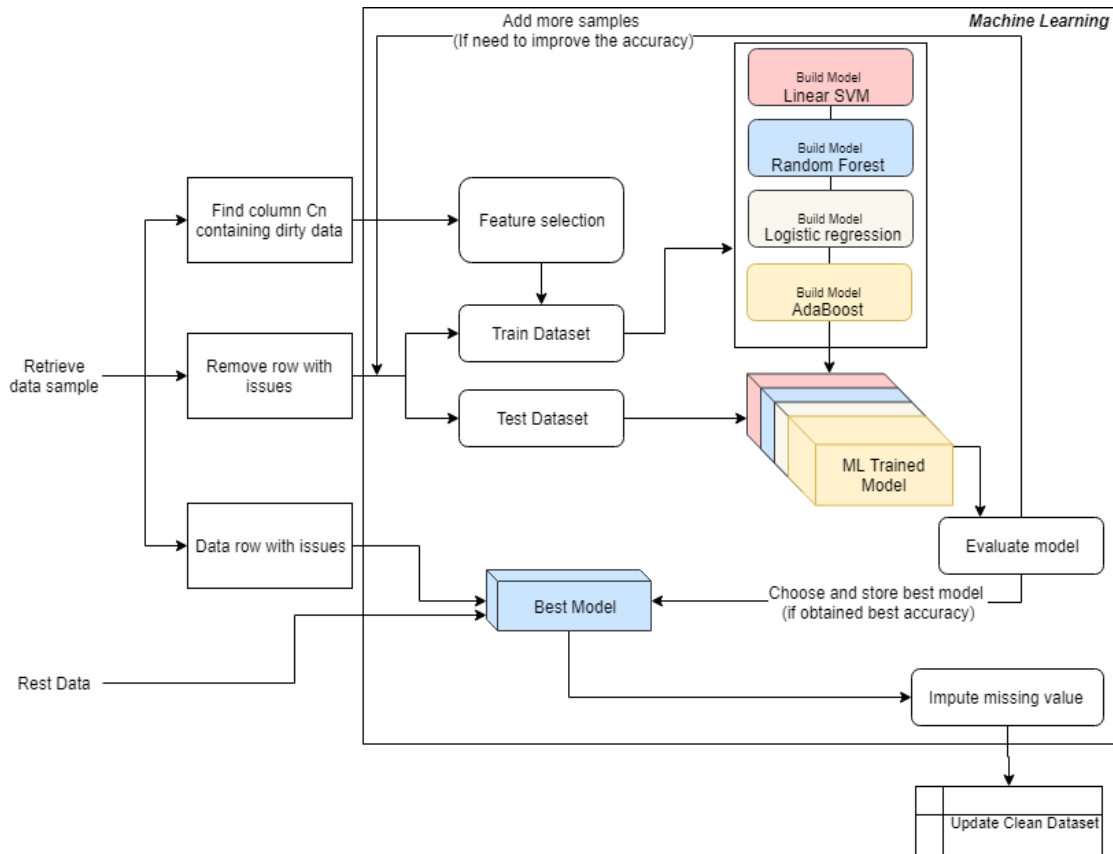 Add more samples
(If need to improve the accuracy)
Machine Learning
Build Model
Linear SVM
Build Model
Random Forest
Build Model
Logistic regression
Build Model
AdaBoost
Find column Cn
containing dirty data
Feature selection
Retrieve
data sample
Remove row with
issues
Train Dataset
Test Dataset
ML Trained
Model
Data row with issues
Evaluate model
Best Model
Choose and store best model
(if obtained best accuracy)
Rest Data
Impute missing value
Update Clean Dataset